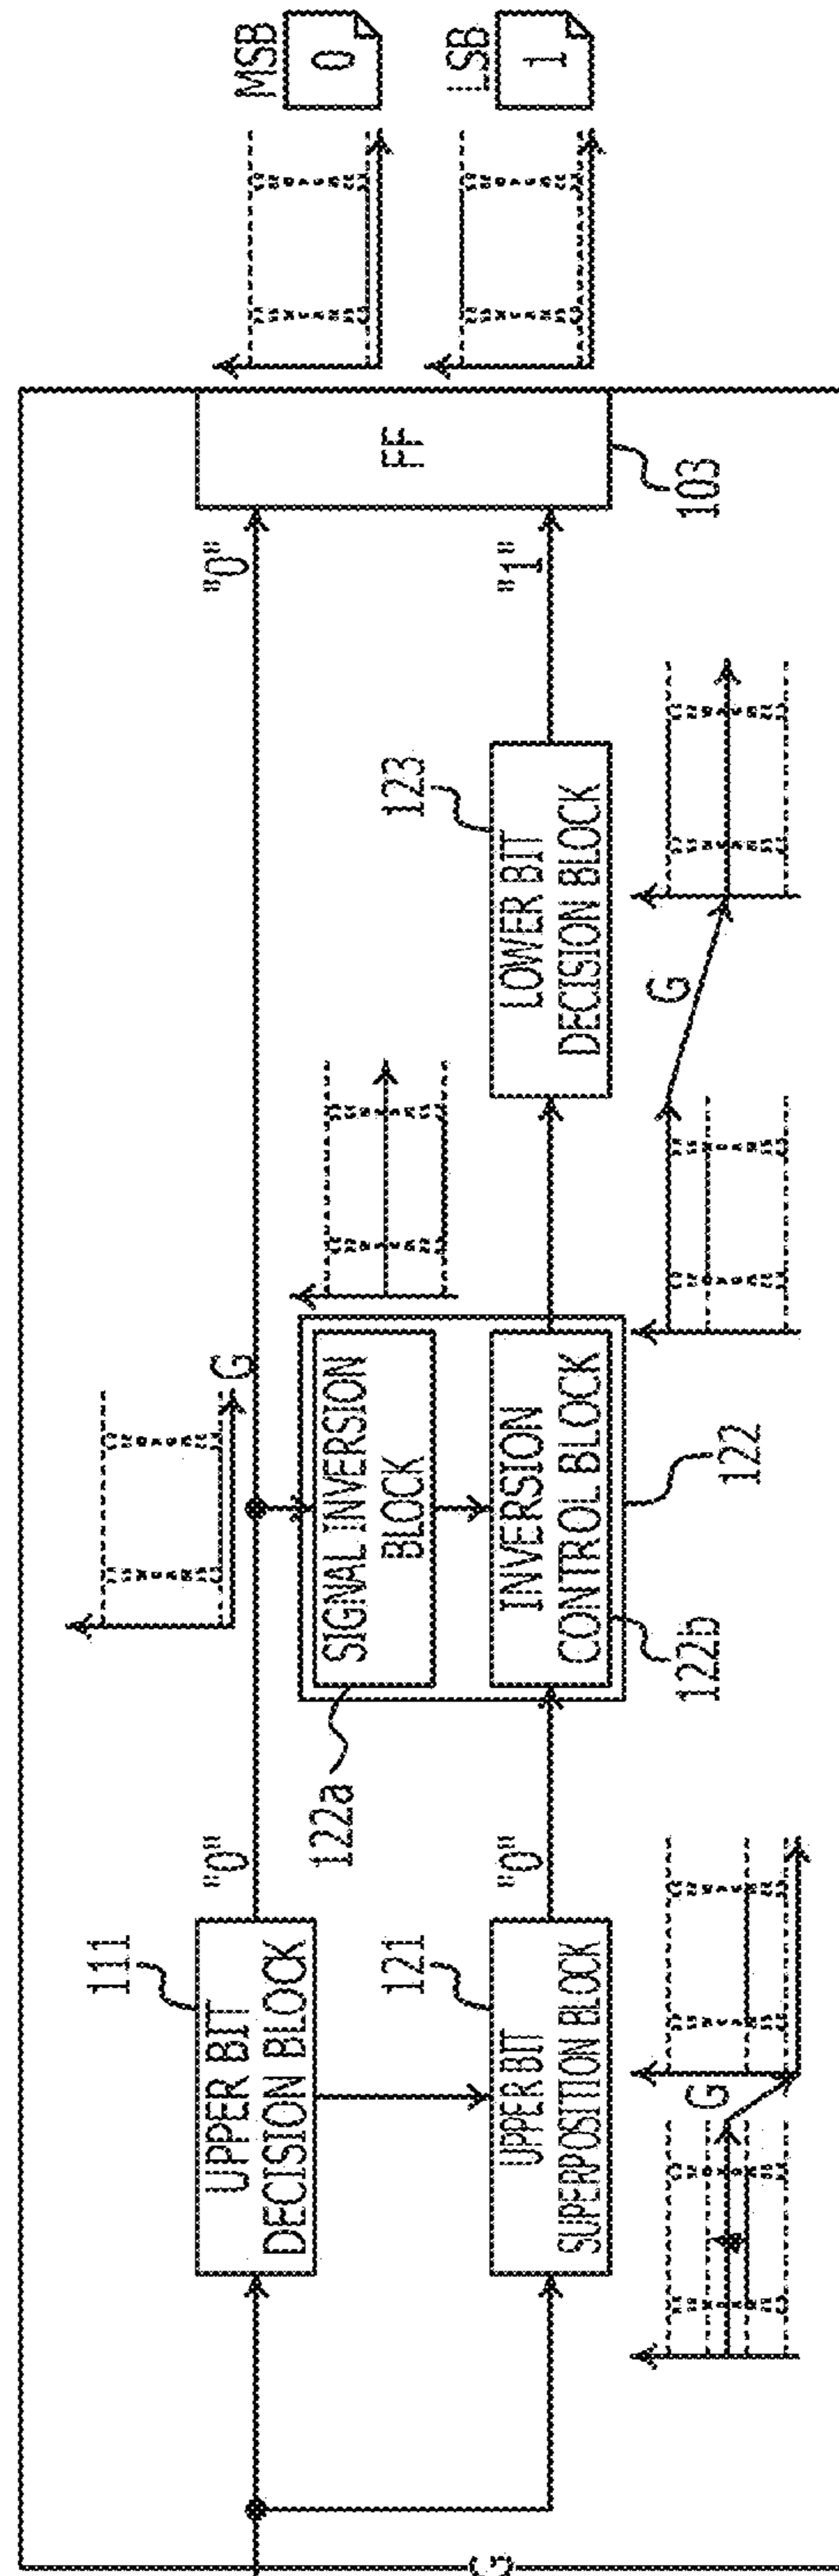 G
111
UPPER BIT
DECISION BLOCK
"0"
121
UPPER BIT
SUPERPOSITION BLOCK
"0"
G
G
122a
SIGNAL INVERSION
BLOCK
INVERSION
CONTROL BLOCK
122b
122
123
LOWER BIT
DECISION BLOCK
G
"0"
"1"
FF
103
MSB
0
LSB
1